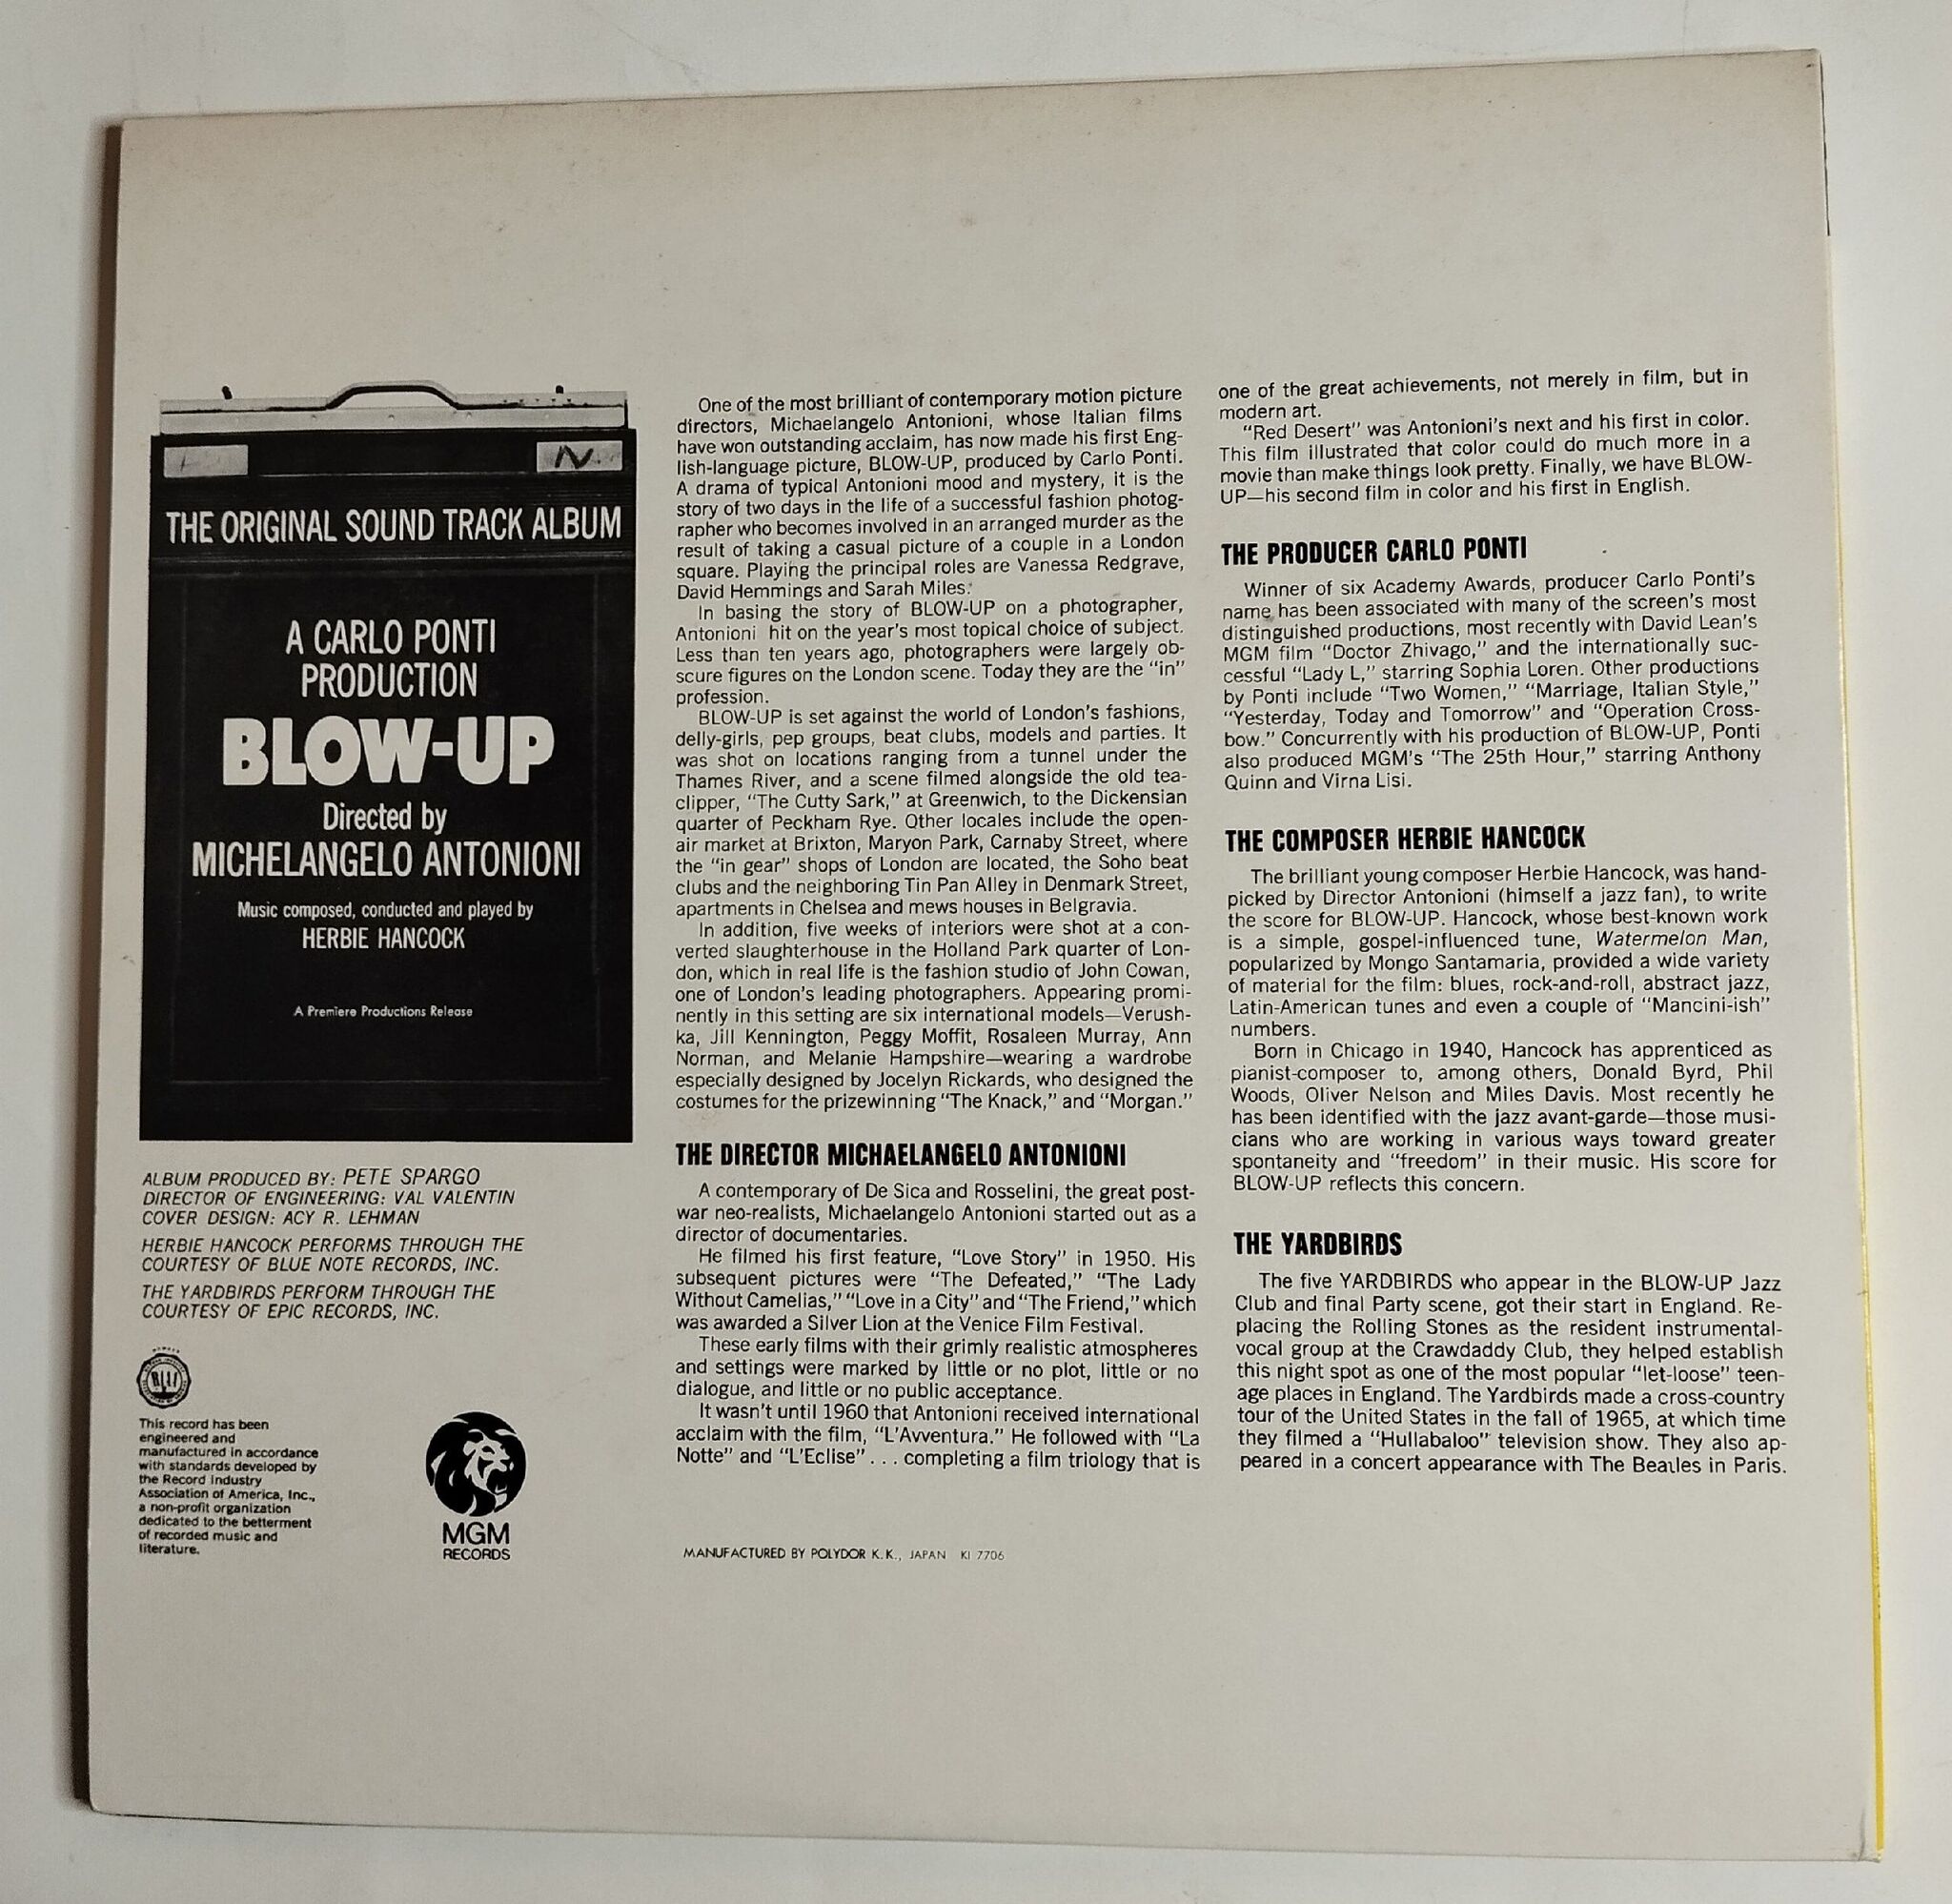 THE ORIGINAL SOUND TRACK ALBUM
A CARLO PONTI
PRODUCTION
BLOW-UP
Directed by
MICHELANGELO ANTONIONI
Music composed, conducted and played by
HERBIE HANCOCK
A Premiere Productions Release
ALBUM PRODUCED BY: PETE SPARGO
DIRECTOR OF ENGINEERING: VAL VALENTIN
COVER DESIGN: ACY R. LEHMAN
HERBIE HANCOCK PERFORMS THROUGH THE
COURTESY OF BLUE NOTE RECORDS, INC.
THE YARDBIRDS PERFORM THROUGH THE
COURTESY OF EPIC RECORDS, INC.
This record has been
engineered and
manufactured in accordance
with standards developed by
the Record Industry
Association of America, Inc.,
a non-profit organization
dedicated to the betterment
of recorded music and
literature.
MGM
RECORDS
One of the most brilliant of contemporary motion picture
directors, Michaelangelo Antonioni, whose Italian films
have won outstanding acclaim, has now made his first Eng-
lish-language picture, BLOW-UP, produced by Carlo Ponti.
A drama of typical Antonioni mood and mystery, it is the
story of two days in the life of a successful fashion photog-
rapher who becomes involved in an arranged murder as the
result of taking a casual picture of a couple in a London
square. Playing the principal roles are Vanessa Redgrave,
David Hemmings and Sarah Miles.
In basing the story of BLOW-UP on a photographer,
Antonioni hit on the year's most topical choice of subject.
Less than ten years ago, photographers were largely ob-
scure figures on the London scene. Today they are the "in"
profession.
BLOW-UP is set against the world of London's fashions,
delly-girls, pep groups, beat clubs, models and parties. It
was shot on locations ranging from a tunnel under the
Thames River, and a scene filmed alongside the old tea-
clipper, "The Cutty Sark," at Greenwich, to the Dickensian
quarter of Peckham Rye. Other locales include the open-
air market at Brixton, Maryon Park, Carnaby Street, where
the "in gear" shops of London are located, the Soho beat
clubs and the neighboring Tin Pan Alley in Denmark Street,
apartments in Chelsea and mews houses in Belgravia.
In addition, five weeks of interiors were shot at a con-
verted slaughterhouse in the Holland Park quarter of Lon-
don, which in real life is the fashion studio of John Cowan,
one of London's leading photographers. Appearing promi-
nently in this setting are six international models—Verush-
ka, Jill Kennington, Peggy Moffit, Rosaleen Murray, Ann
Norman, and Melanie Hampshire—wearing a wardrobe
especially designed by Jocelyn Rickards, who designed the
costumes for the prizewinning "The Knack," and "Morgan."
THE DIRECTOR MICHAELANGELO ANTONIONI
A contemporary of De Sica and Rosselini, the great post-
war neo-realists, Michaelangelo Antonioni started out as a
director of documentaries.
He filmed his first feature, "Love Story" in 1950. His
subsequent pictures were "The Defeated," "The Lady
Without Camelias," "Love in a City" and "The Friend," which
was awarded a Silver Lion at the Venice Film Festival.
These early films with their grimly realistic atmospheres
and settings were marked by little or no plot, little or no
dialogue, and little or no public acceptance.
It wasn't until 1960 that Antonioni received international
acclaim with the film, "L'Avventura." He followed with "La
Notte" and "L'Eclise" . . . completing a film triology that is
MANUFACTURED BY POLYDOR K.K., JAPAN KI 7706
one of the great achievements, not merely in film, but in
modern art.
"Red Desert" was Antonioni's next and his first in color.
This film illustrated that color could do much more in a
movie than make things look pretty. Finally, we have BLOW-
UP—his second film in color and his first in English.
THE PRODUCER CARLO PONTI
Winner of six Academy Awards, producer Carlo Ponti's
name has been associated with many of the screen's most
distinguished productions, most recently with David Lean's
MGM film "Doctor Zhivago," and the internationally suc-
cessful "Lady L," starring Sophia Loren. Other productions
by Ponti include "Two Women," "Marriage, Italian Style,"
"Yesterday, Today and Tomorrow" and "Operation Cross-
bow." Concurrently with his production of BLOW-UP, Ponti
also produced MGM's "The 25th Hour," starring Anthony
Quinn and Virna Lisi.
THE COMPOSER HERBIE HANCOCK
The brilliant young composer Herbie Hancock, was hand-
picked by Director Antonioni (himself a jazz fan), to write
the score for BLOW-UP. Hancock, whose best-known work
is a simple, gospel-influenced tune, Watermelon Man,
popularized by Mongo Santamaria, provided a wide variety
of material for the film: blues, rock-and-roll, abstract jazz,
Latin-American tunes and even a couple of "Mancini-ish"
numbers.
Born in Chicago in 1940, Hancock has apprenticed as
pianist-composer to, among others, Donald Byrd, Phil
Woods, Oliver Nelson and Miles Davis. Most recently he
has been identified with the jazz avant-garde—those musi-
cians who are working in various ways toward greater
spontaneity and "freedom" in their music. His score for
BLOW-UP reflects this concern.
THE YARDBIRDS
The five YARDBIRDS who appear in the BLOW-UP Jazz
Club and final Party scene, got their start in England. Re-
placing the Rolling Stones as the resident instrumental-
vocal group at the Crawdaddy Club, they helped establish
this night spot as one of the most popular "let-loose" teen-
age places in England. The Yardbirds made a cross-country
tour of the United States in the fall of 1965, at which time
they filmed a "Hullabaloo" television show. They also ap-
peared in a concert appearance with The Beatles in Paris.